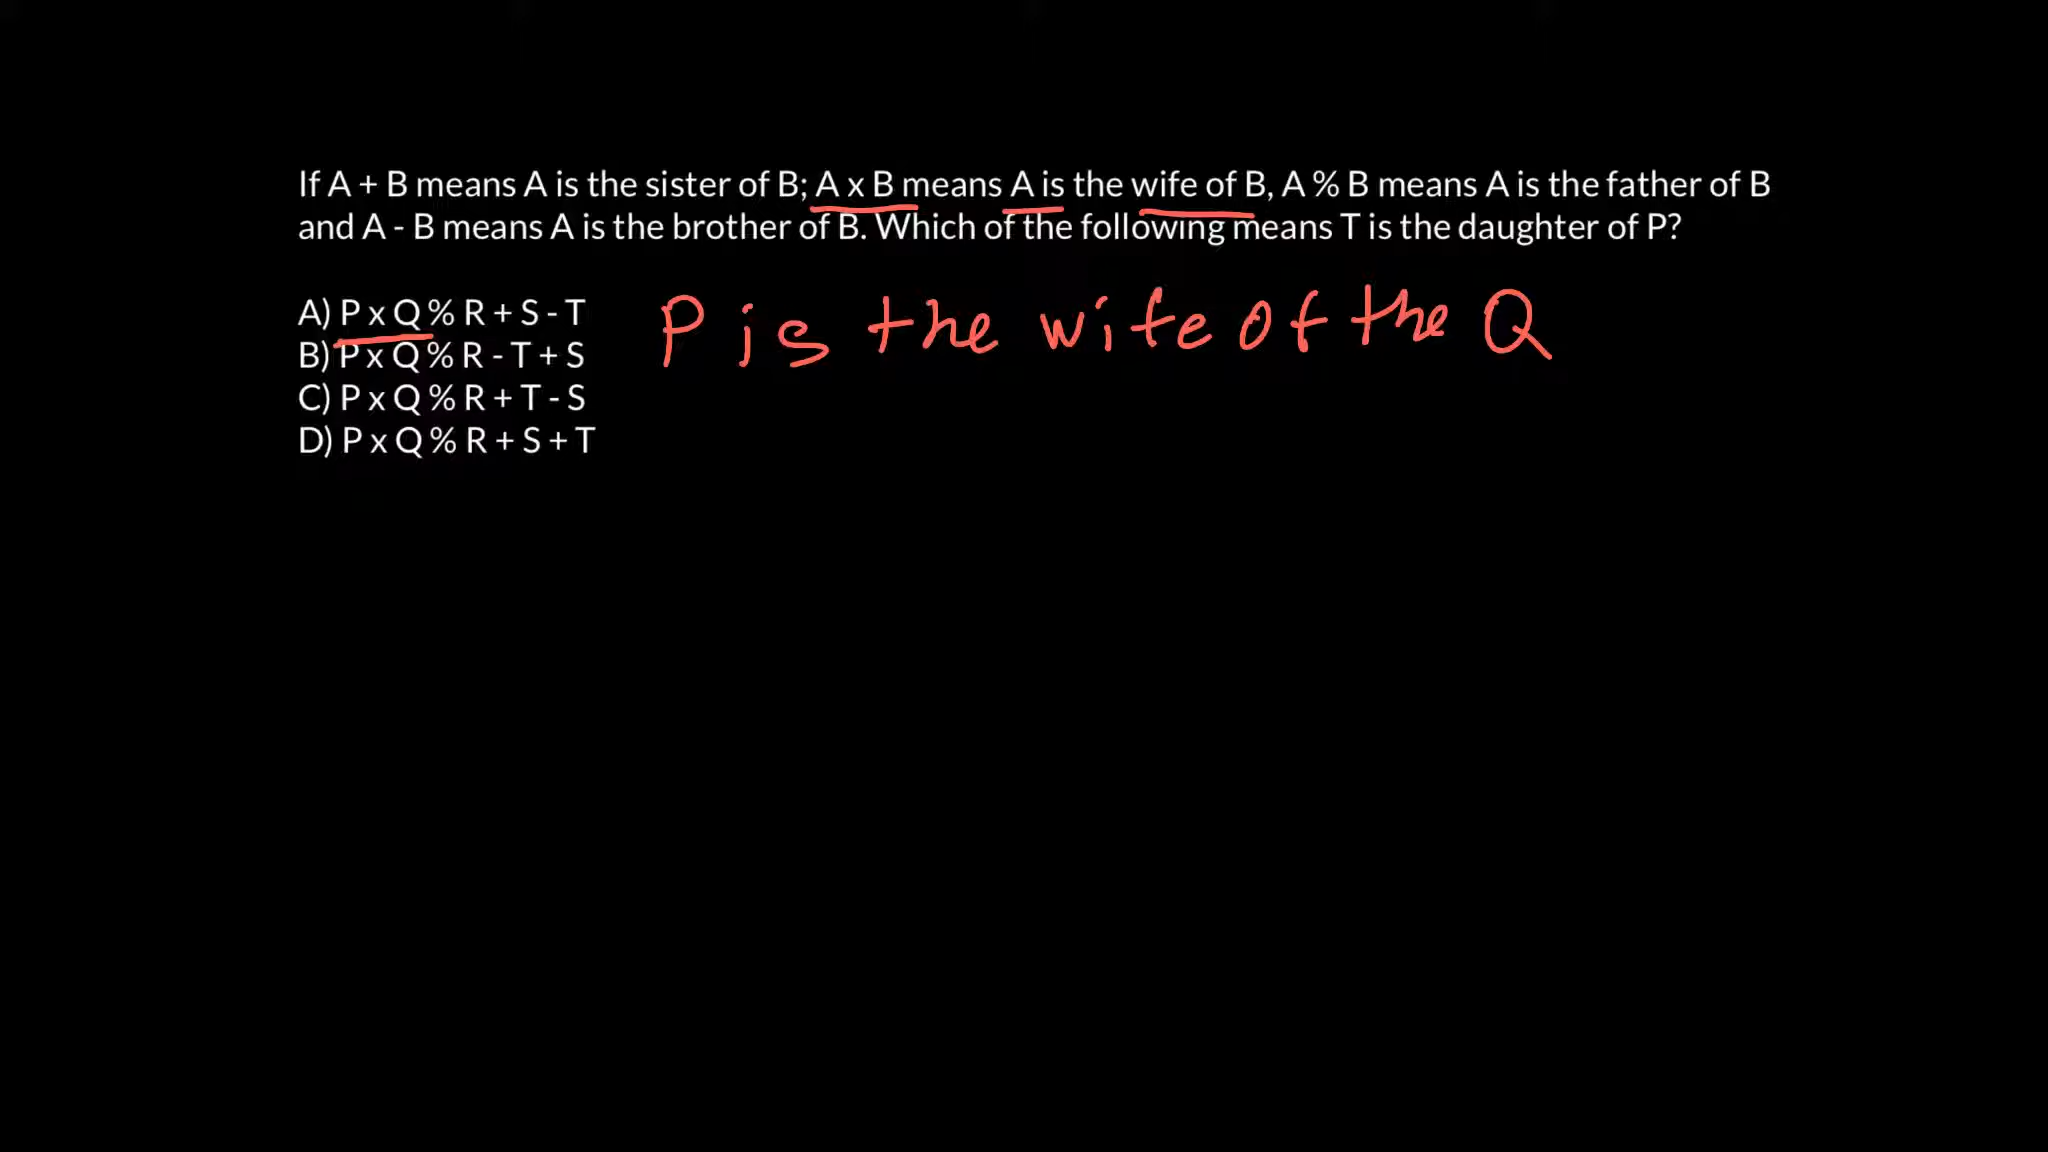 If A + B means A is the sister of B; A x B means A is the wife of B, A % B means A is the father of B
and A - B means A is the brother of B. Which of the following means T is the daughter of P?
A) P x Q % R + S - T
P is the wife of the Q
B) P x Q % R - T + S
C) P x Q % R + T - S
D) P x Q % R + S + T